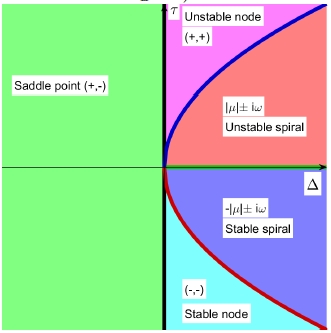 τ
Unstable node
(+,+)
Saddle point (+,-)
|μ|± iω
Unstable spiral
Δ
-|μ|± iω
Stable spiral
(-,-)
Stable node